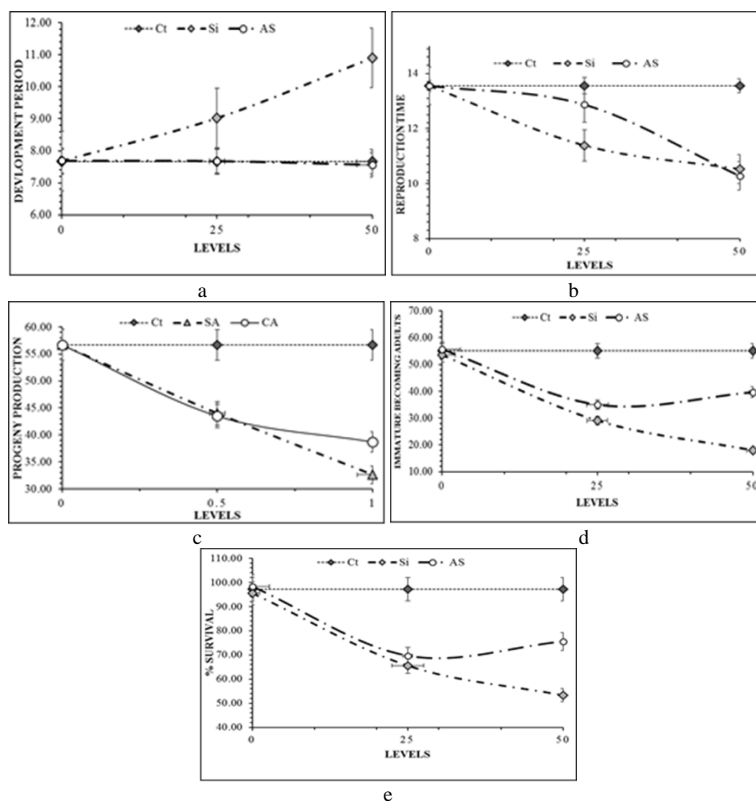 12.00
11.00
10.00
9.00
8.00
7.00
6.00
DEVLOPMENT PERIOD
Ct Si AS
0 25 50
LEVELS
a
14
12
10
8
REPRODUCTION TIME
Ct Si AS
0 25 50
LEVELS
b
60.00
55.00
50.00
45.00
40.00
35.00
30.00
PROGENY PRODUCTION
Ct SA CA
0 0.5 1
LEVELS
c
70.00
60.00
50.00
40.00
30.00
20.00
10.00
IMMATURE BECOMING ADULTS
Ct Si AS
0 25 50
LEVELS
d
110.00
100.00
90.00
80.00
70.00
60.00
50.00
40.00
% SURVIVAL
Ct Si AS
0 25 50
LEVELS
e